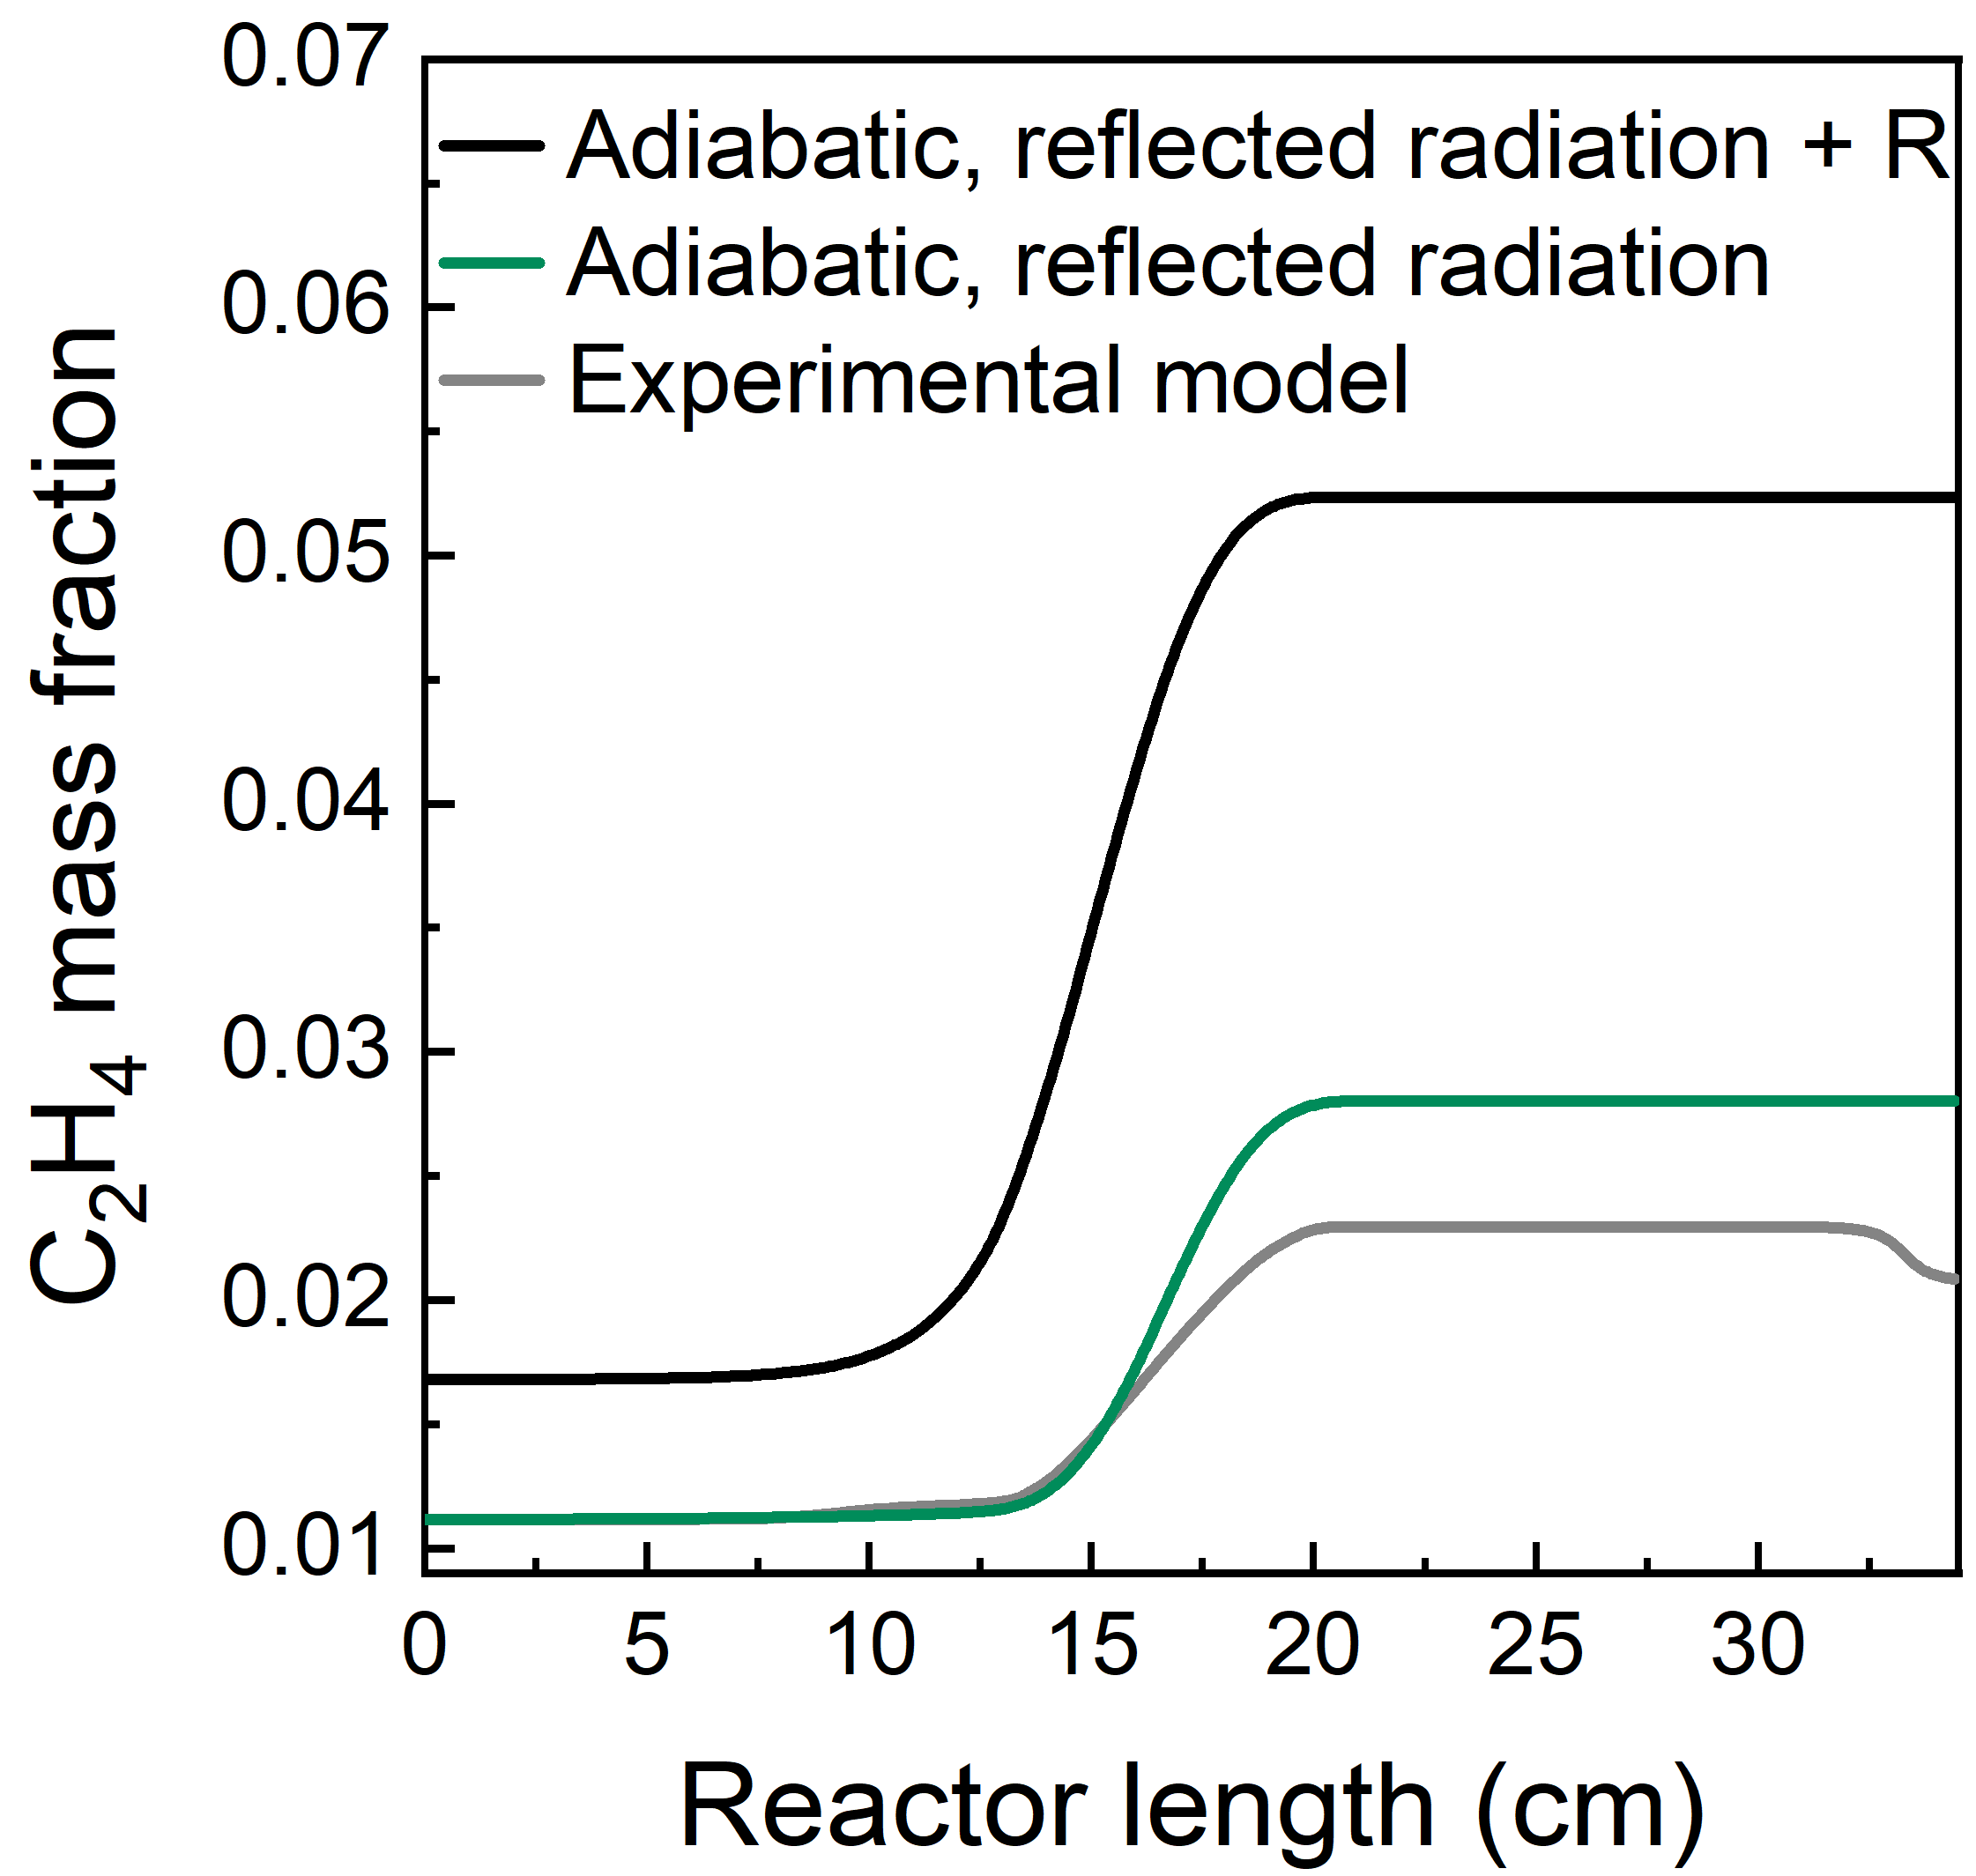 0.07
0.06
0.05
0.04
0.03
0.02
0.01
C₂H₄ mass fraction
Adiabatic, reflected radiation + R
Adiabatic, reflected radiation
Experimental model
0 5 10 15 20 25 30
Reactor length (cm)